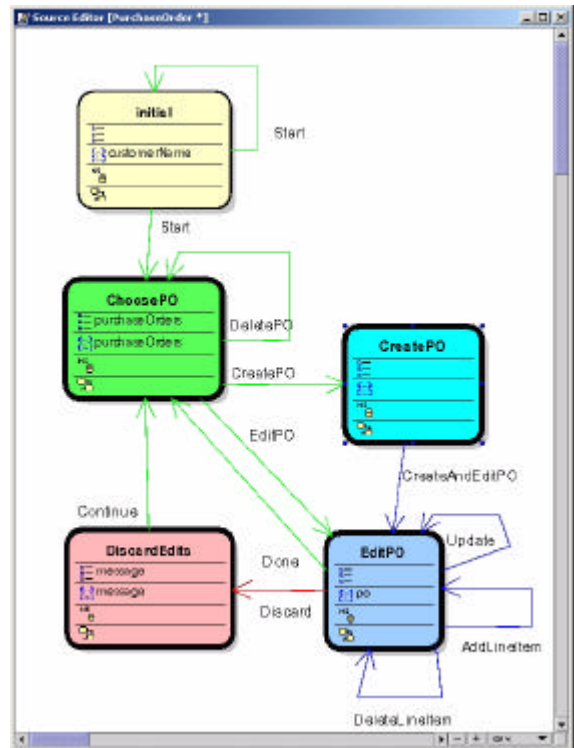 Source Editor [PurchaseOrder *]
initial
Start
customerName
Start
ChoosePO
purchaseOrders
purchaseOrders
DeletePO
CreatePO
CreatePO
EditPO
CreateAndEditPO
Continue
DiscardEdits
message
message
Done
Discard
EditPO
po
Update
AddLineItem
DeleteLineItem